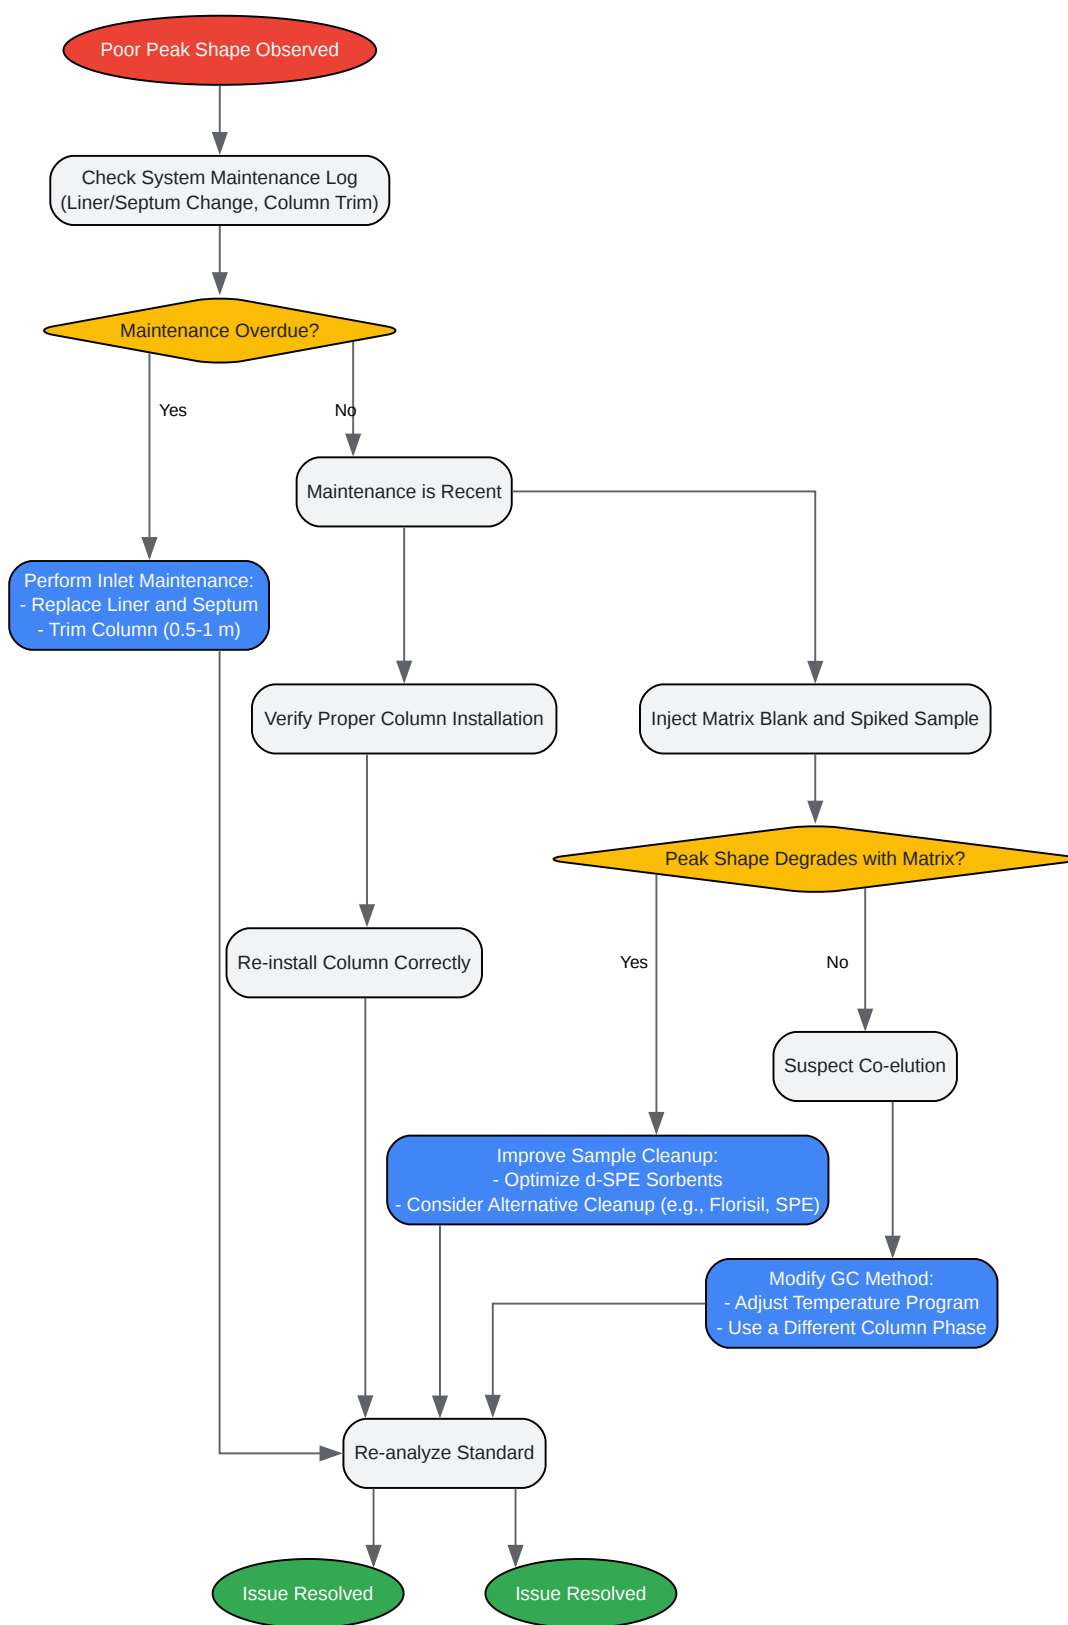 Poor Peak Shape Observed
Check System Maintenance Log
(Liner/Septum Change, Column Trim)
Maintenance Overdue?
Yes
No
Maintenance is Recent
Perform Inlet Maintenance:
- Replace Liner and Septum
- Trim Column (0.5-1 m)
Verify Proper Column Installation
Inject Matrix Blank and Spiked Sample
Peak Shape Degrades with Matrix?
Re-install Column Correctly
Yes
No
Suspect Co-elution
Improve Sample Cleanup:
- Optimize d-SPE Sorbents
- Consider Alternative Cleanup (e.g., Florisil, SPE)
Modify GC Method:
- Adjust Temperature Program
- Use a Different Column Phase
Re-analyze Standard
Issue Resolved
Issue Resolved